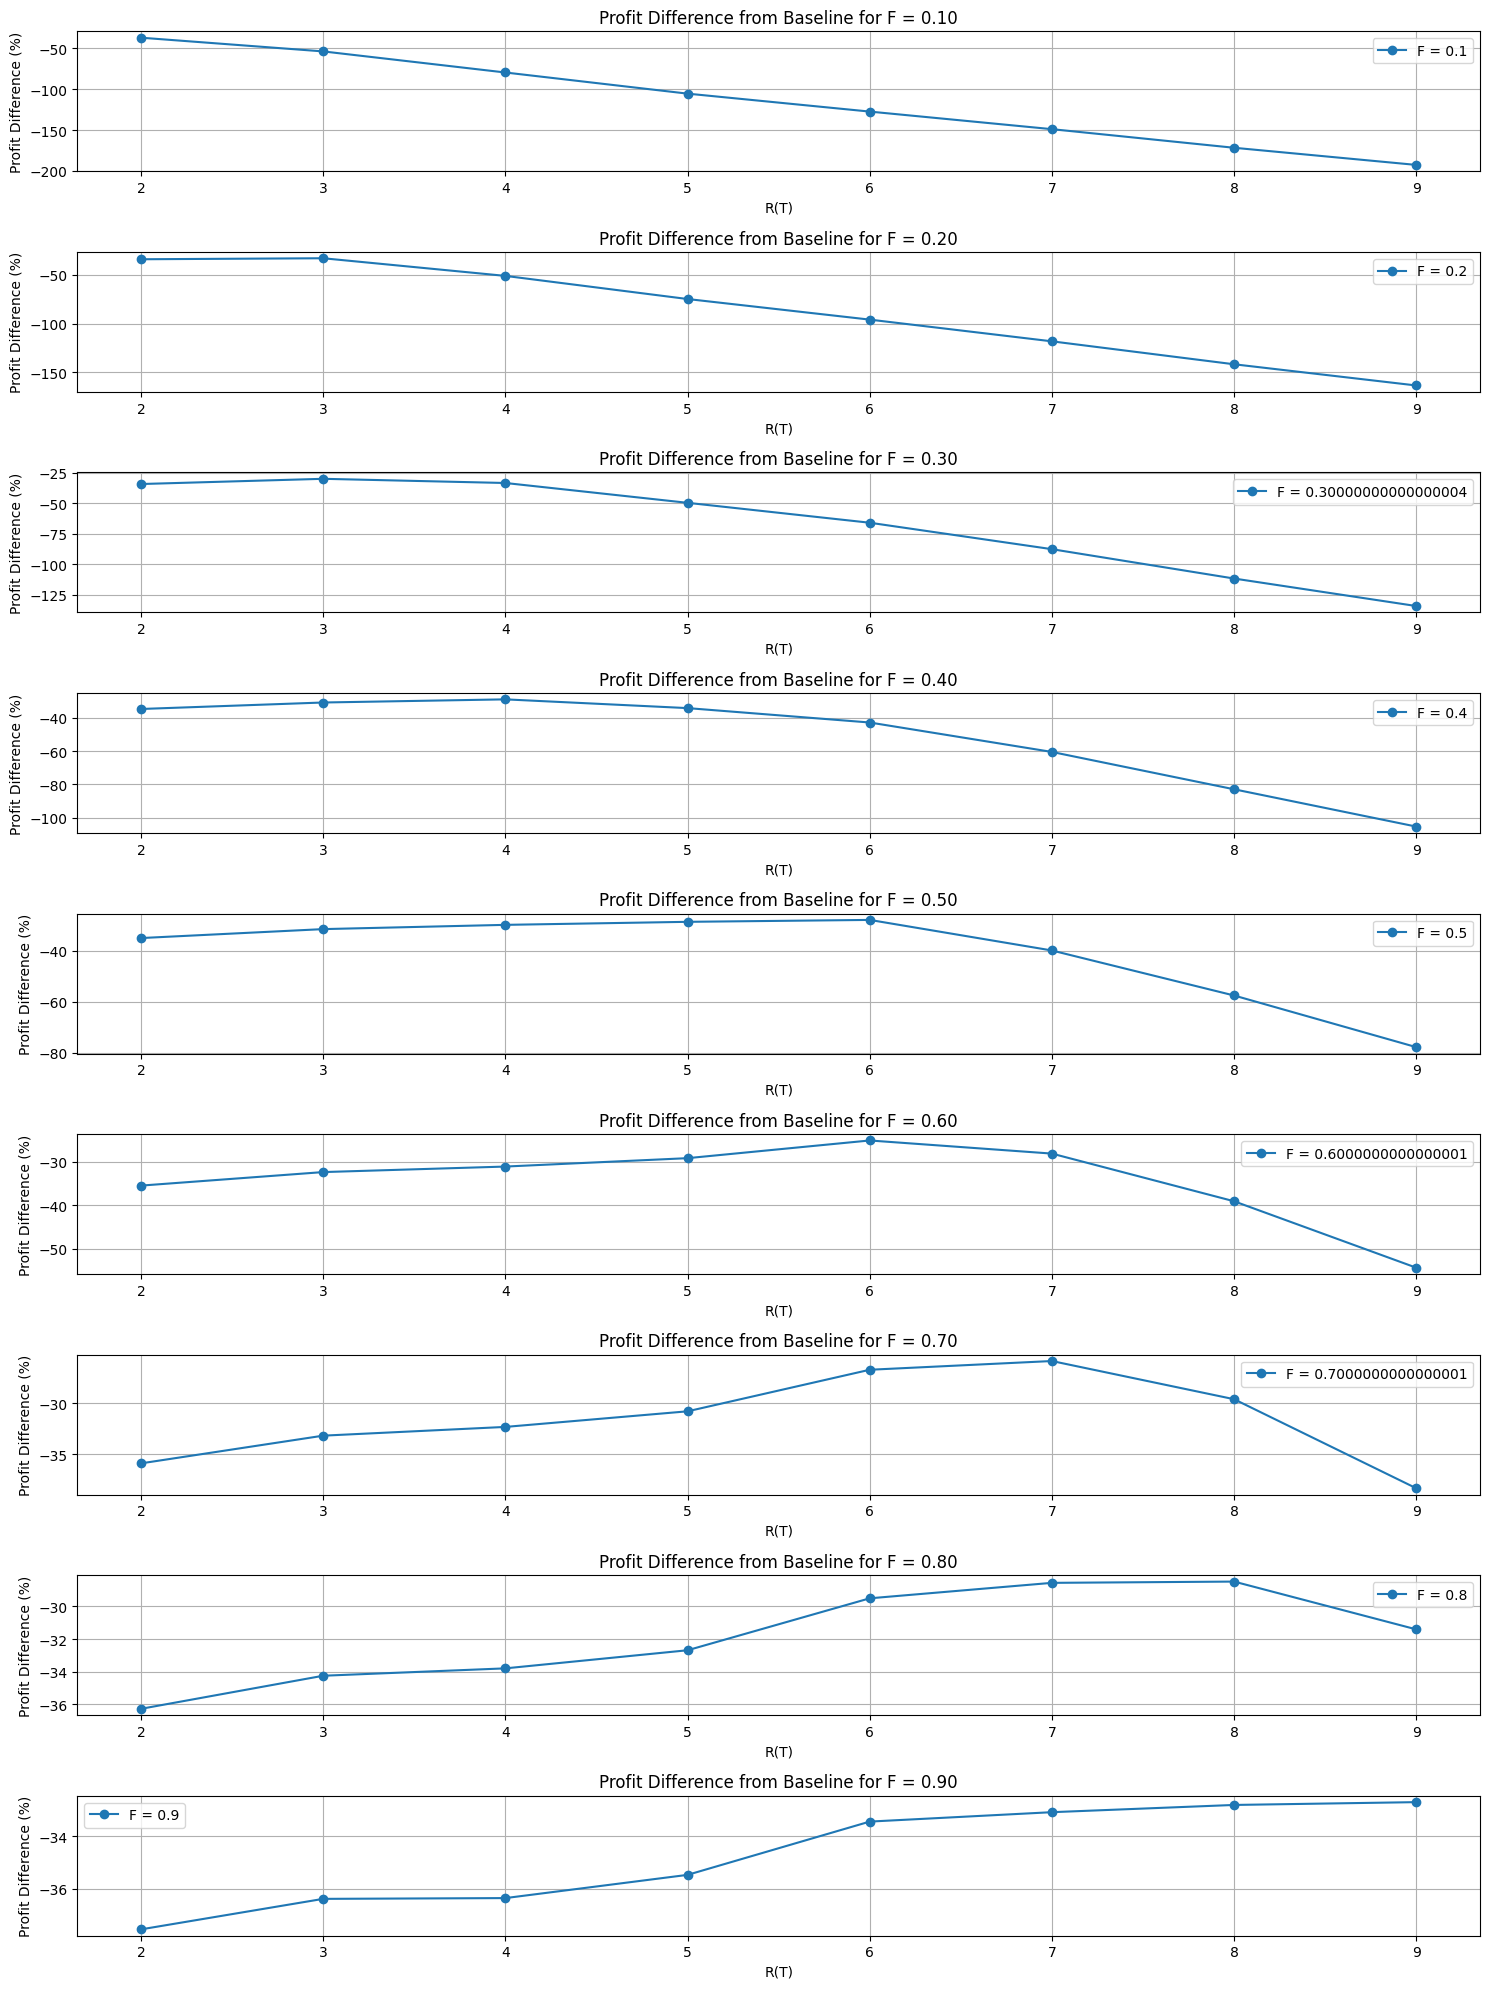 Profit Difference from Baseline for F = 0.10
Profit Difference (%)
−50
−100
−150
−200
F = 0.1
2 3 4 5 6 7 8 9
R(T)
Profit Difference from Baseline for F = 0.20
Profit Difference (%)
−50
−100
−150
F = 0.2
2 3 4 5 6 7 8 9
R(T)
Profit Difference from Baseline for F = 0.30
Profit Difference (%)
−25
−50
−75
−100
−125
F = 0.30000000000000004
2 3 4 5 6 7 8 9
R(T)
Profit Difference from Baseline for F = 0.40
Profit Difference (%)
−40
−60
−80
−100
F = 0.4
2 3 4 5 6 7 8 9
R(T)
Profit Difference from Baseline for F = 0.50
Profit Difference (%)
−40
−60
−80
F = 0.5
2 3 4 5 6 7 8 9
R(T)
Profit Difference from Baseline for F = 0.60
Profit Difference (%)
−30
−40
−50
F = 0.6000000000000001
2 3 4 5 6 7 8 9
R(T)
Profit Difference from Baseline for F = 0.70
Profit Difference (%)
−30
−35
F = 0.7000000000000001
2 3 4 5 6 7 8 9
R(T)
Profit Difference from Baseline for F = 0.80
Profit Difference (%)
−30
−32
−34
−36
F = 0.8
2 3 4 5 6 7 8 9
R(T)
Profit Difference from Baseline for F = 0.90
Profit Difference (%)
−34
−36
F = 0.9
2 3 4 5 6 7 8 9
R(T)